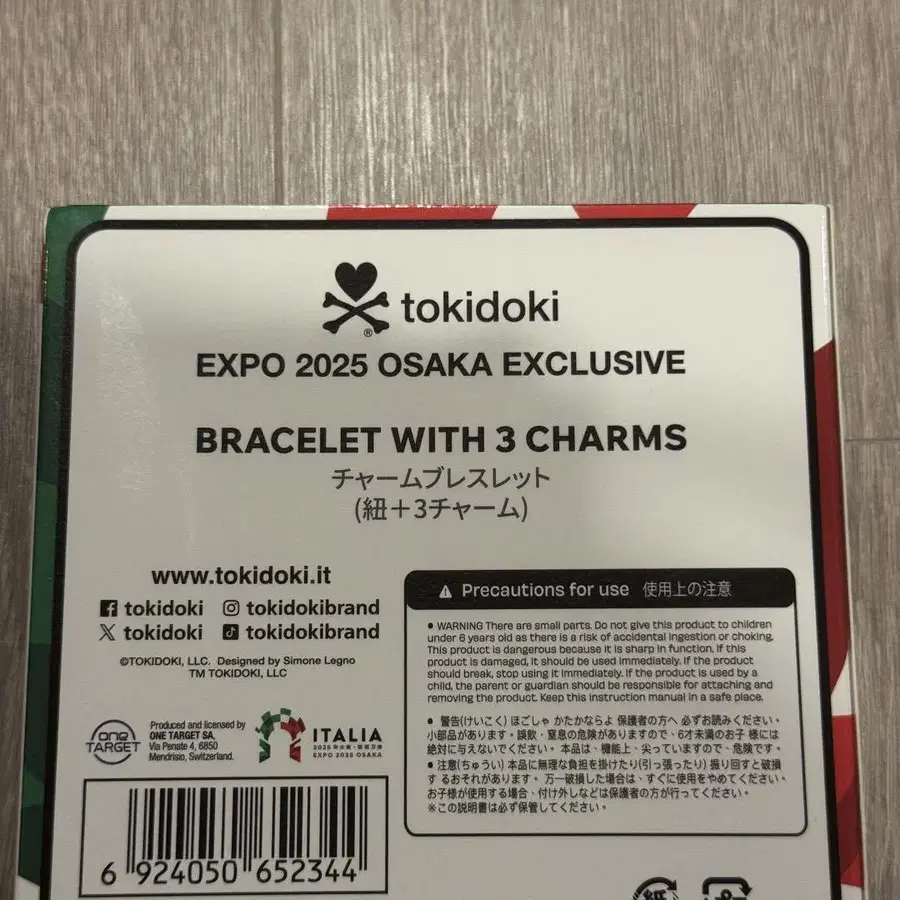 tokidoki
®
EXPO 2025 OSAKA EXCLUSIVE
BRACELET WITH 3 CHARMS
チャームブレスレット
(紐＋3チャーム)
www.tokidoki.it
tokidoki tokidokibrand
tokidoki tokidokibrand
©TOKIDOKI, LLC. Designed by Simone Legno
TM TOKIDOKI, LLC
one
TARGET
Produced and licensed by
ONE TARGET SA,
Via Penate 4, 6850
Mendrisio, Switzerland.
ITALIA
EXPO 2025 OSAKA
6 924050 652344
Precautions for use 使用上の注意
• WARNING There are small parts. Do not give this product to children
under 6 years old as there is a risk of accidental ingestion or choking.
This product is dangerous because it is sharp in function. If this
product is damaged, it should be used immediately. If the product
should break, stop using it immediately. If the product is used by a
child, the parent or guardian should be responsible for attaching and
removing the product. Keep this instruction manual in a safe place.
• 警告(けいこく) ほごしゃ かたかならよ 保護者の方へ 必ずお読みください。
小部品があります。誤飲・窒息の危険がありますので、6才未満のお子 様には
絶対に与えないでください。 本品は、機能上、尖っていますので、危険です。
• 注意(ちゅうい) 本品に無理な負担を掛けたり(引っ張ったり) 振り回すと破損
す るおそれがあります。 万一破損した場合は、すぐに使用をやめてください。
お子様が使用する場合、付け外しなどは保護者の方が行ってください。
※この説明書は必ず保管してください。
紙